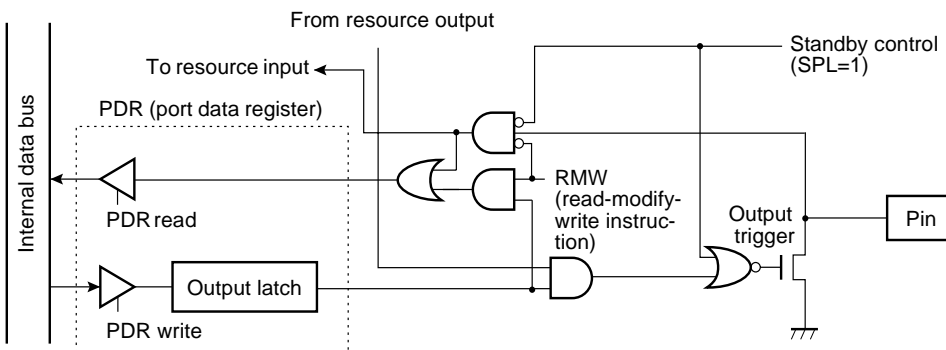 From resource output
Standby control
(SPL=1)
To resource input
PDR (port data register)
Internal data bus
RMW
(read-modify-
write instruc-
tion)
PDR read
Output
trigger
Pin
Output latch
PDR write